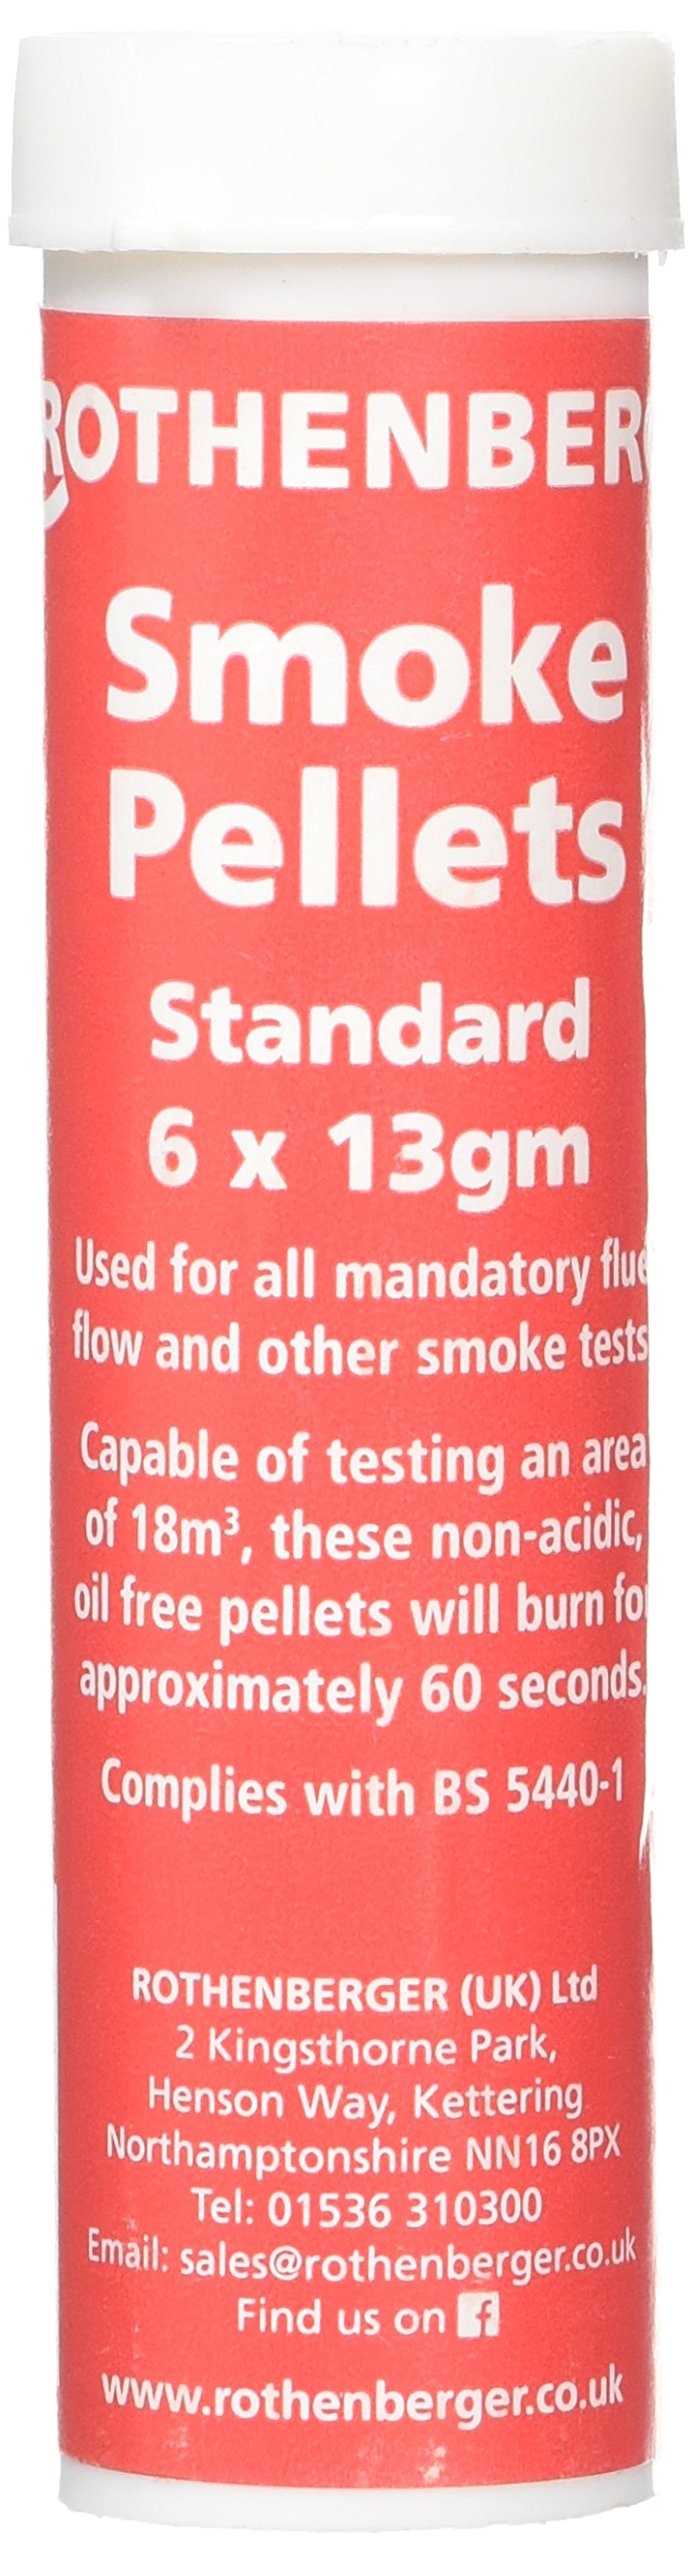 ROTHENBERG
Smoke
Pellets
Standard
6 x 13gm
Used for all mandatory flue
flow and other smoke tests
Capable of testing an area
of 18m³, these non-acidic,
oil free pellets will burn for
approximately 60 seconds.
Complies with BS 5440-1
ROTHENBERGER (UK) Ltd
2 Kingsthorne Park,
Henson Way, Kettering
Northamptonshire NN16 8PX
Tel: 01536 310300
Email: sales@rothenberger.co.uk
Find us on f
www.rothenberger.co.uk